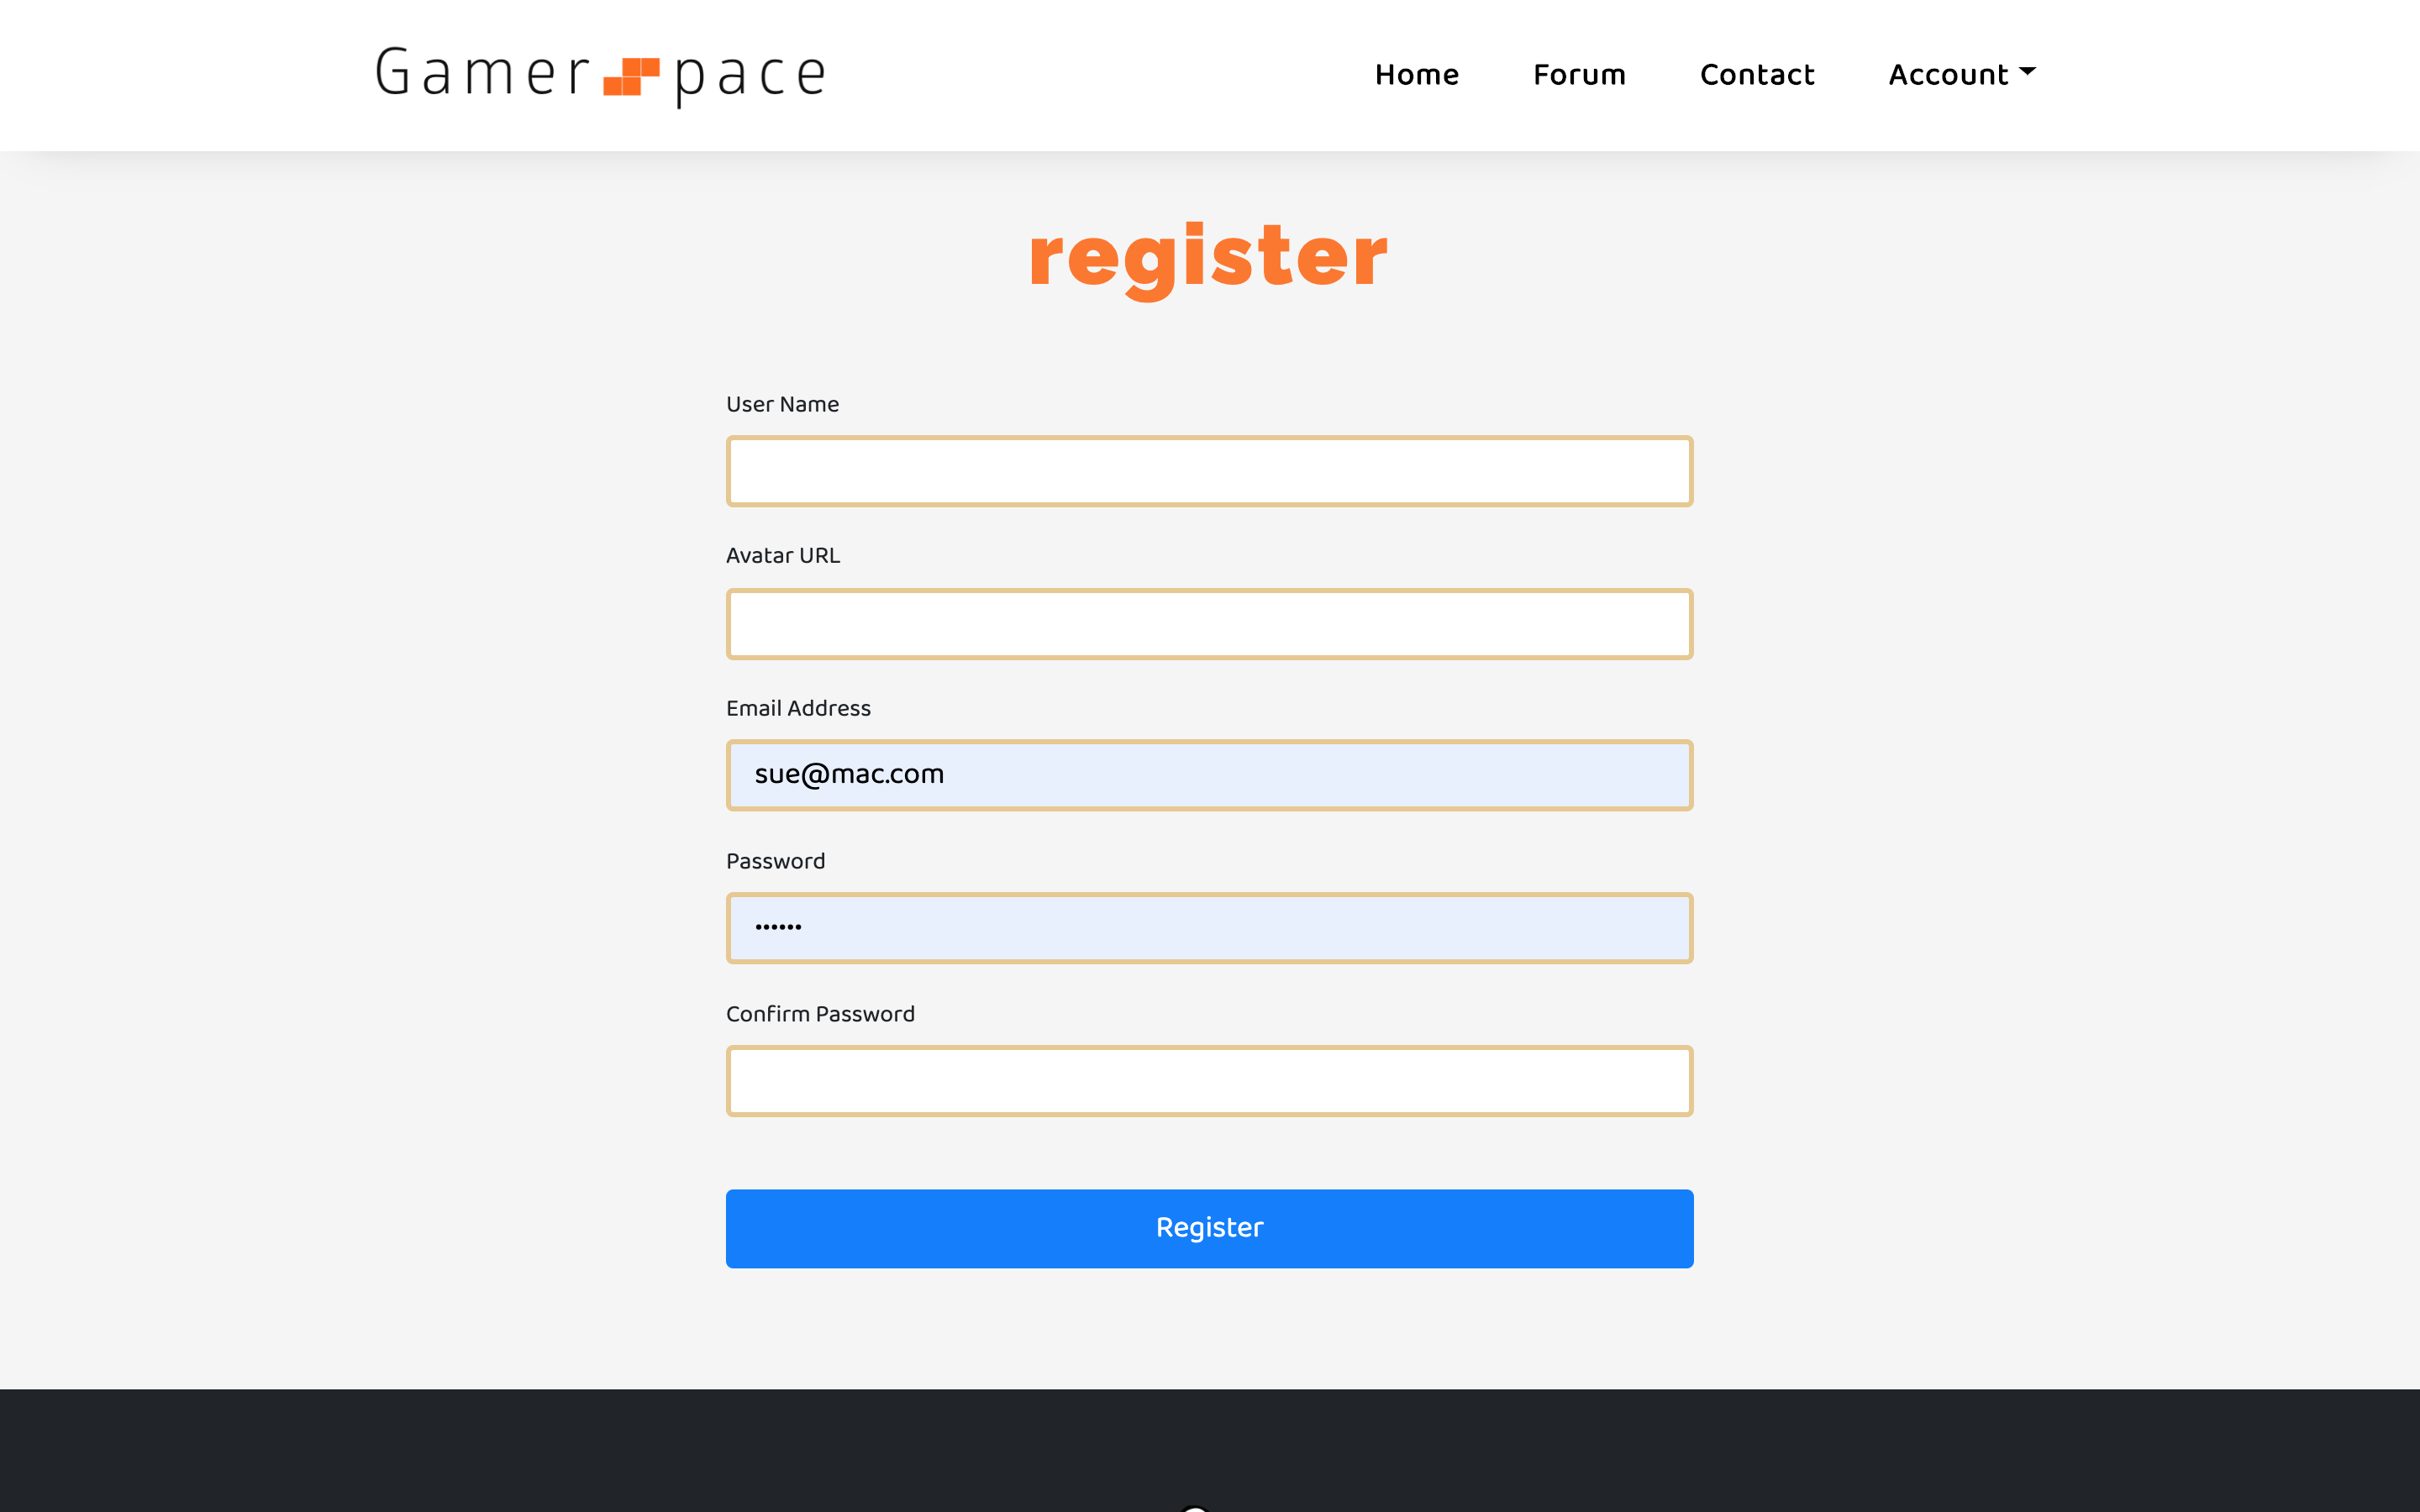 Gamer pace
Home Forum Contact Account
register
User Name
Avatar URL
Email Address
sue@mac.com
Password
••••••
Confirm Password
Register